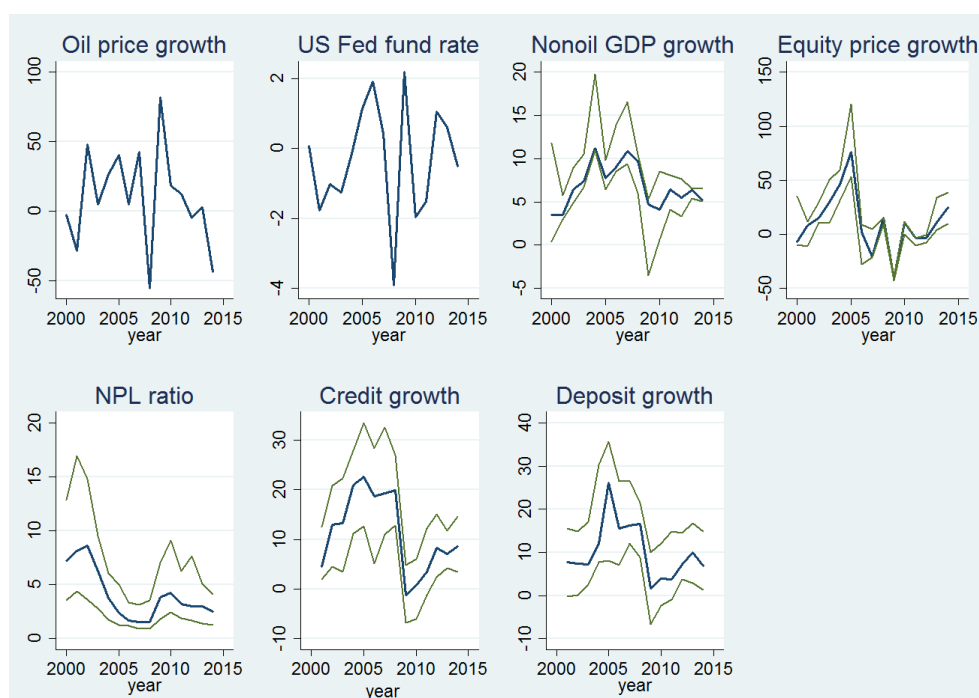 Oil price growth
100
50
0
-50
2000 2005 2010 2015
year
US Fed fund rate
2
0
-2
-4
2000 2005 2010 2015
year
Nonoil GDP growth
20
15
10
5
0
-5
2000 2005 2010 2015
year
Equity price growth
150
100
50
0
-50
2000 2005 2010 2015
year
NPL ratio
20
15
10
5
0
2000 2005 2010 2015
year
Credit growth
30
20
10
0
-10
2000 2005 2010 2015
year
Deposit growth
40
30
20
10
0
-10
2000 2005 2010 2015
year